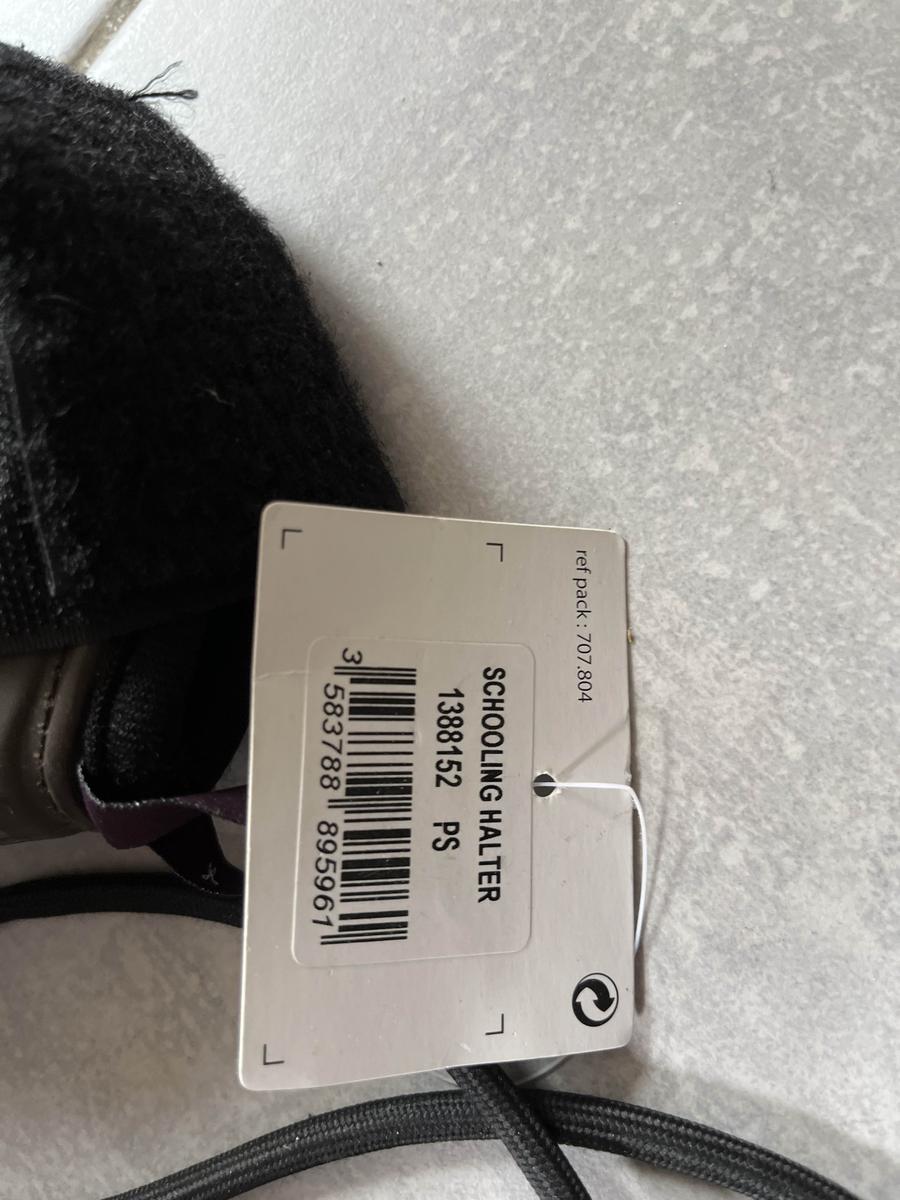 ref pack : 707.804
SCHOOLING HALTER
1388152 PS
3 583788 895961